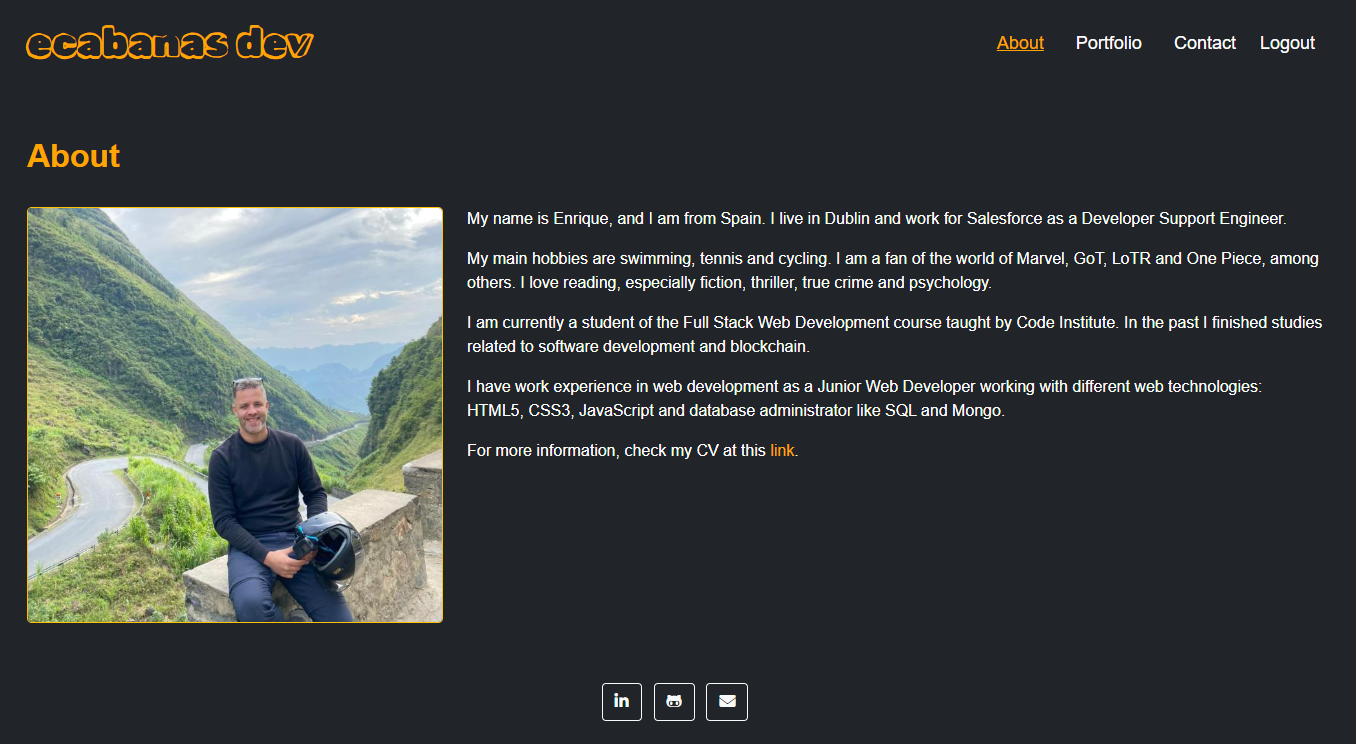 ecabanas dev
About Portfolio Contact Logout
About
My name is Enrique, and I am from Spain. I live in Dublin and work for Salesforce as a Developer Support Engineer.
My main hobbies are swimming, tennis and cycling. I am a fan of the world of Marvel, GoT, LoTR and One Piece, among
others. I love reading, especially fiction, thriller, true crime and psychology.
I am currently a student of the Full Stack Web Development course taught by Code Institute. In the past I finished studies
related to software development and blockchain.
I have work experience in web development as a Junior Web Developer working with different web technologies:
HTML5, CSS3, JavaScript and database administrator like SQL and Mongo.
For more information, check my CV at this link.
in